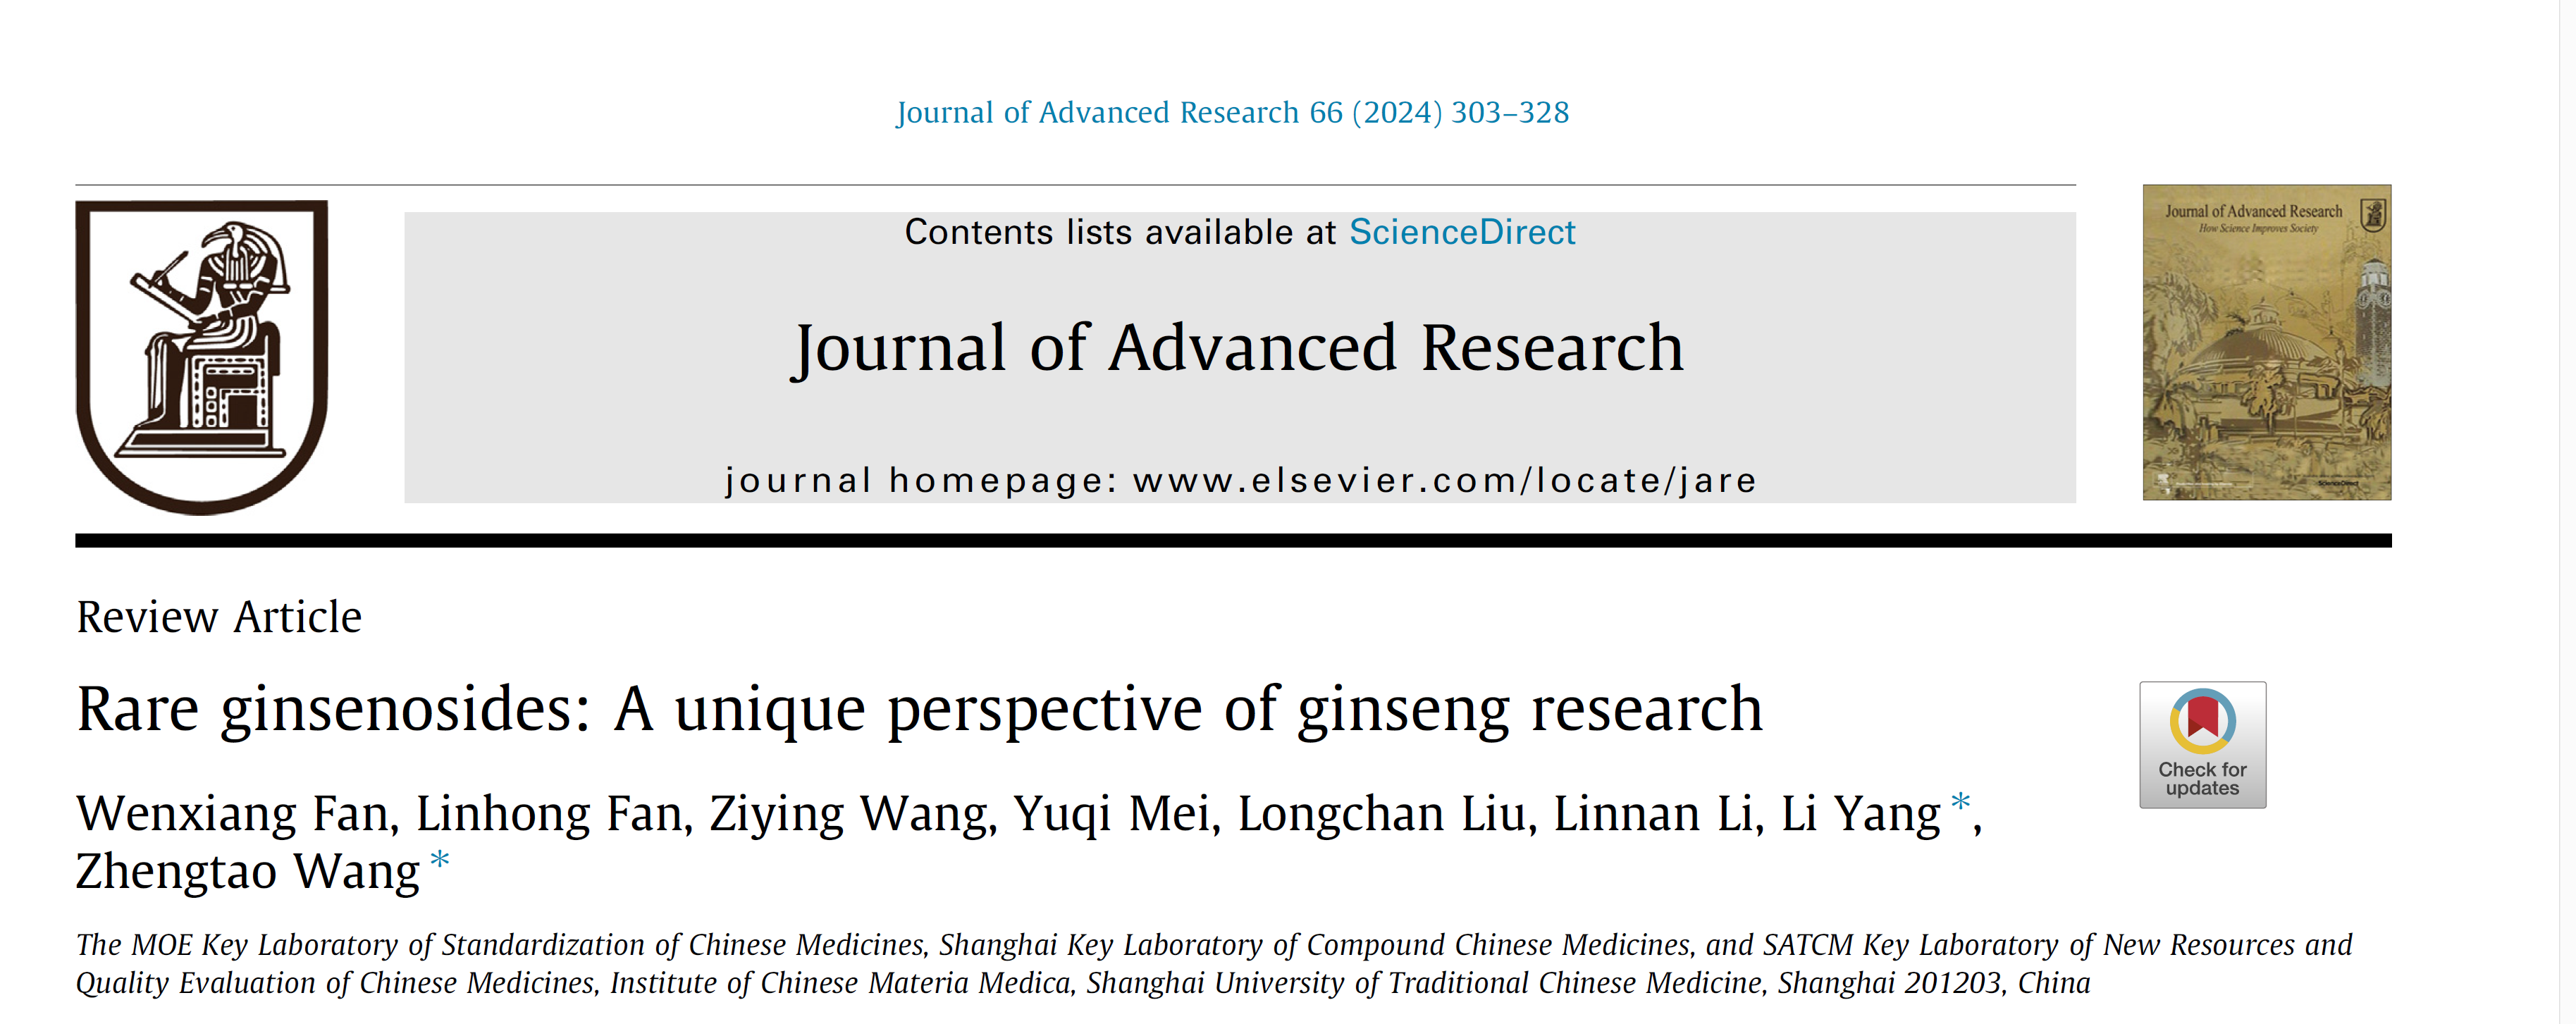 Journal of Advanced Research 66 (2024) 303–328
Contents lists available at ScienceDirect
Journal of Advanced Research
journal homepage: www.elsevier.com/locate/jare
Journal of Advanced Research
How Science Improves Society
ScienceDirect
Review Article
Rare ginsenosides: A unique perspective of ginseng research
Check for
updates
Wenxiang Fan, Linhong Fan, Ziying Wang, Yuqi Mei, Longchan Liu, Linnan Li, Li Yang *,
Zhengtao Wang *
The MOE Key Laboratory of Standardization of Chinese Medicines, Shanghai Key Laboratory of Compound Chinese Medicines, and SATCM Key Laboratory of New Resources and
Quality Evaluation of Chinese Medicines, Institute of Chinese Materia Medica, Shanghai University of Traditional Chinese Medicine, Shanghai 201203, China